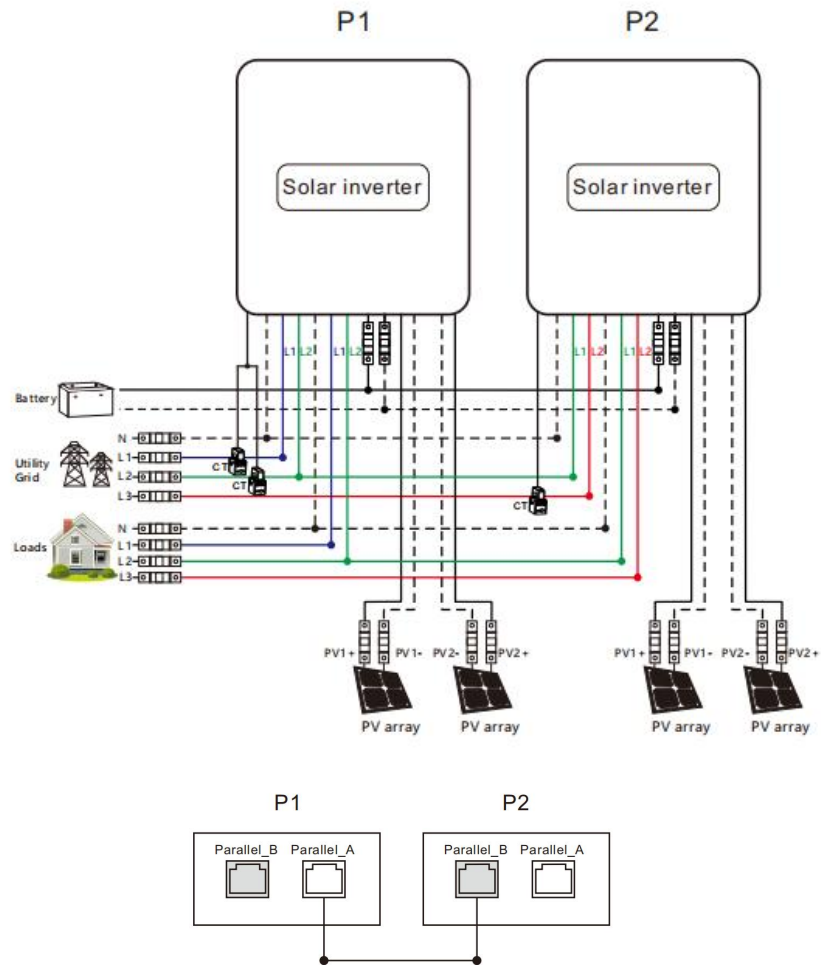 P1 P2
Solar inverter Solar inverter
L1 L2 L1 L2 L1 L2 L1 L2
Battery
N
L1
CT
Utility
Grid
L2
CT
L3
CT
N
Loads
L1
L2
L3
PV1+ PV1- PV2- PV2+ PV1+ PV1- PV2- PV2+
PV array PV array PV array PV array
P1 P2
Parallel_B Parallel_A Parallel_B Parallel_A